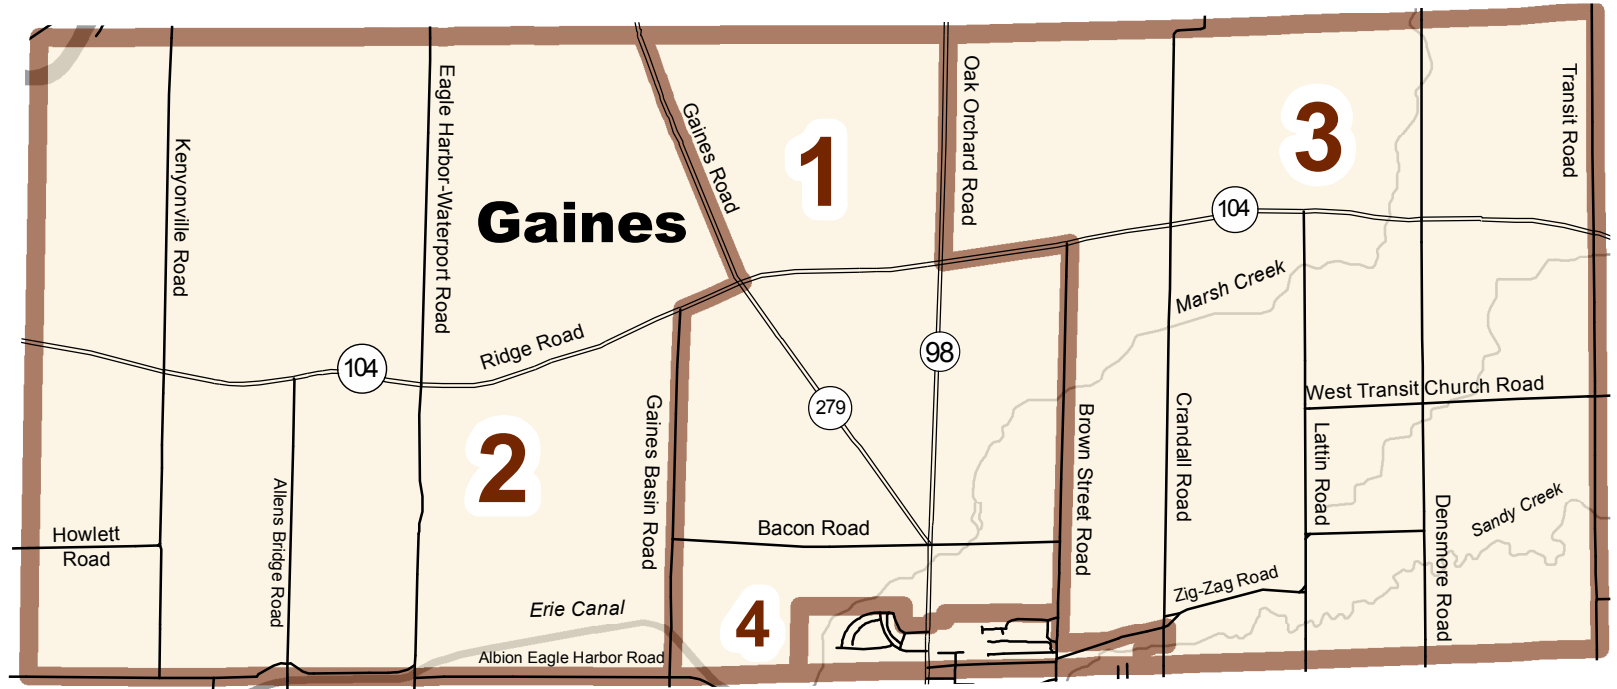 Kenyonville Road
Eagle Harbor-Waterport Road
Gaines
Gaines Road
1
Oak Orchard Road
3
Transit Road
104
Marsh Creek
Ridge Road
104
98
279
West Transit Church Road
2
Gaines Basin Road
Brown Street Road
Crandall Road
Lattin Road
Densmore Road
Sandy Creek
Allens Bridge Road
Howlett
Road
Bacon Road
Zig-Zag Road
Erie Canal
4
Albion Eagle Harbor Road